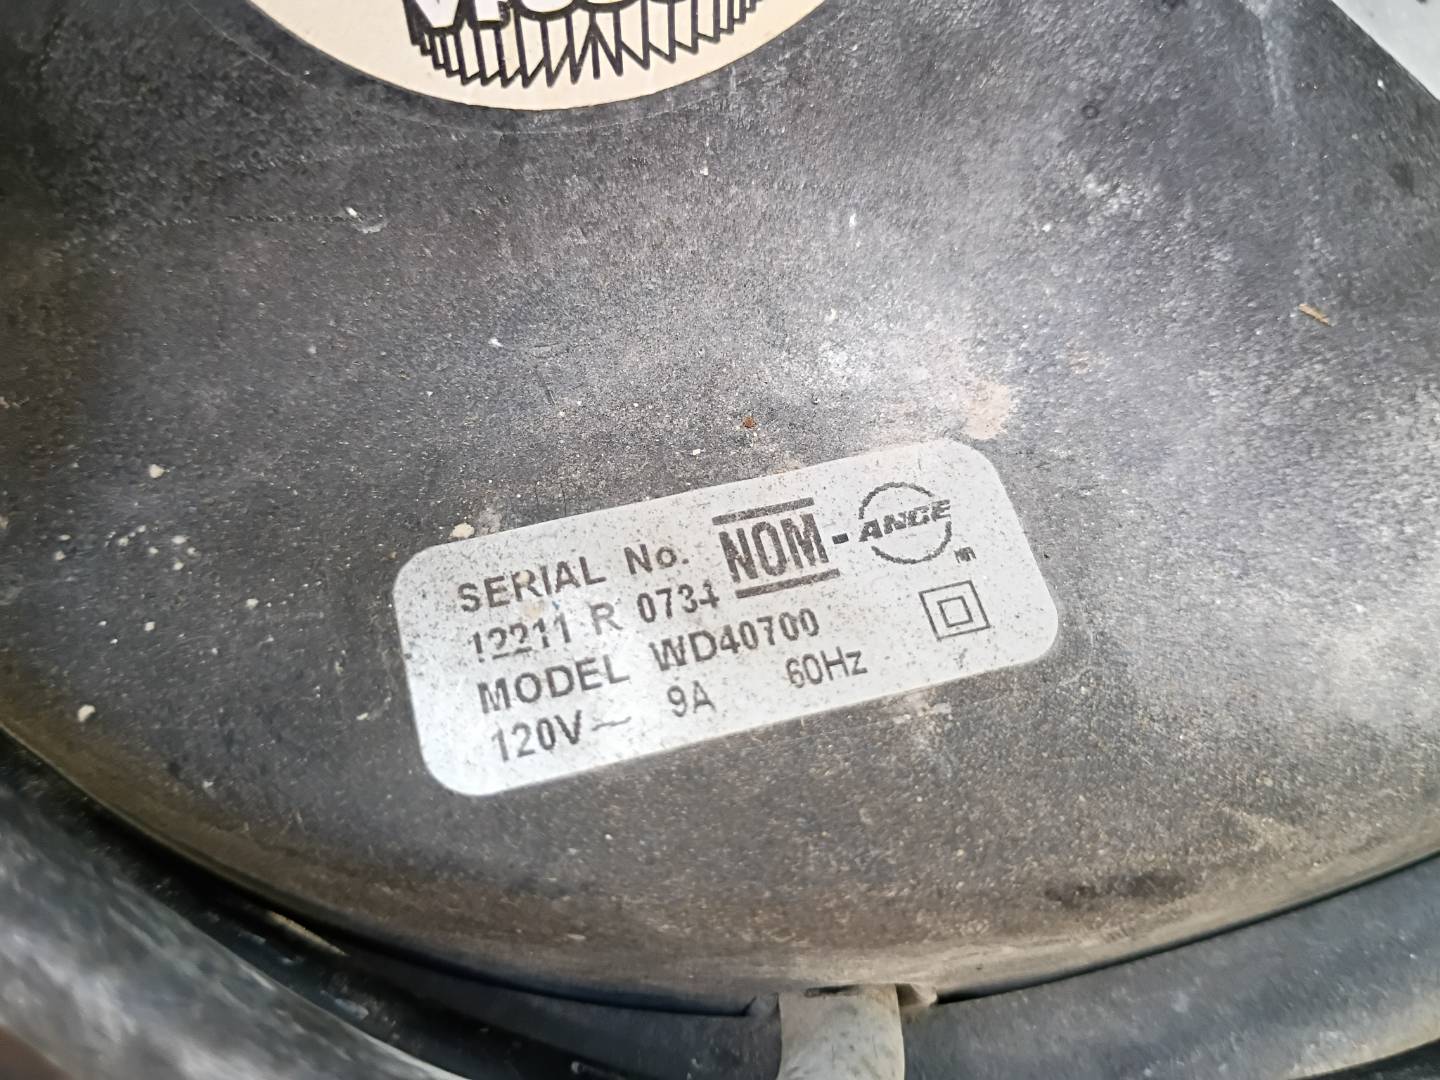 SERIAL No.
NOM-ANCE
12211 R 0734
MODEL WD40700
120V~ 9A 60Hz